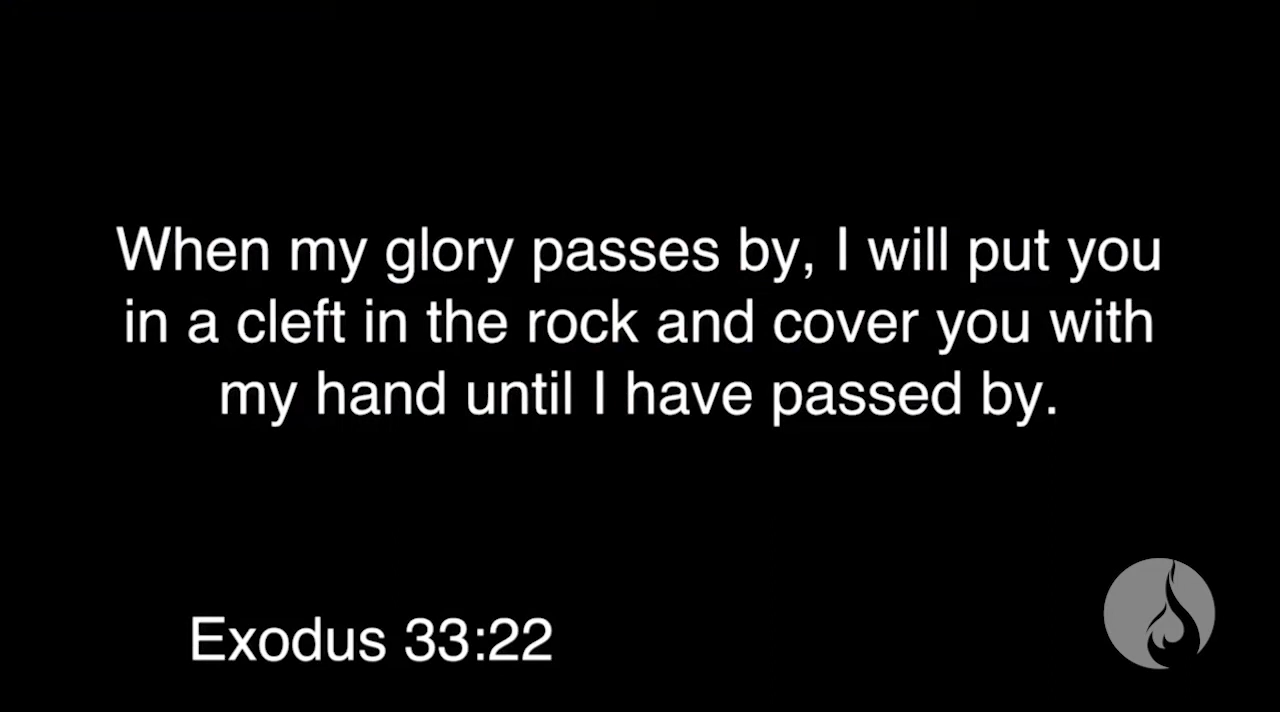 When my glory passes by, I will put you
in a cleft in the rock and cover you with
my hand until I have passed by.
Exodus 33:22